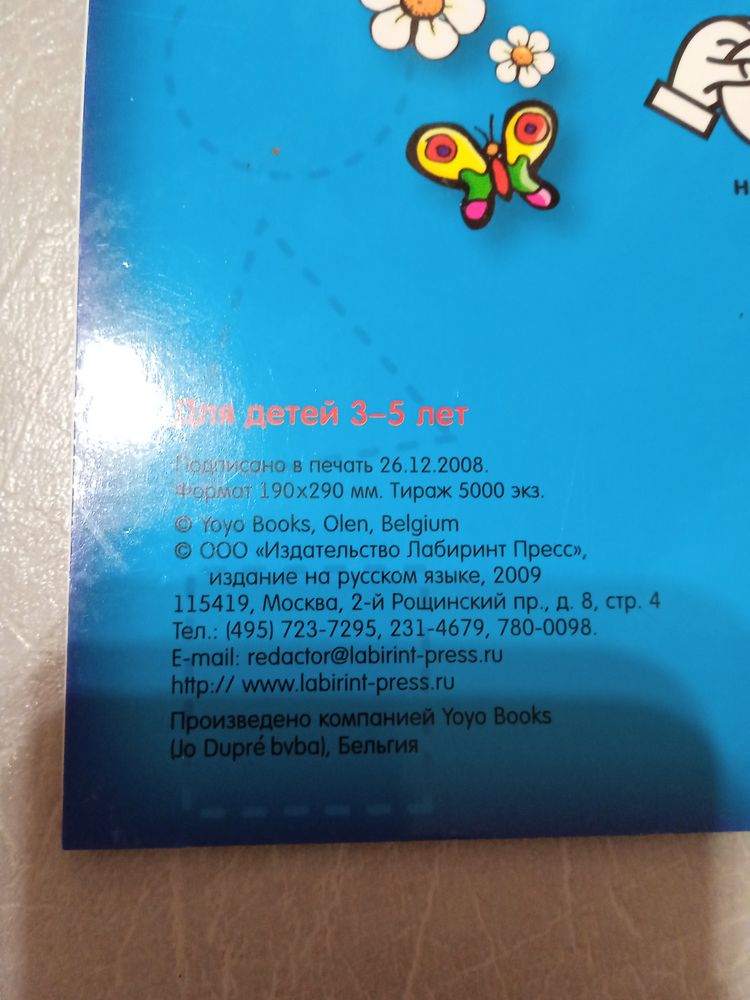 Для детей 3–5 лет
Подписано в печать 26.12.2008.
Формат 190х290 мм. Тираж 5000 экз.
© Yoyo Books, Olen, Belgium
© ООО «Издательство Лабиринт Пресс»,
издание на русском языке, 2009
115419, Москва, 2-й Рощинский пр., д. 8, стр. 4
Тел.: (495) 723-7295, 231-4679, 780-0098.
E-mail: redactor@labirint-press.ru
http:// www.labirint-press.ru
Произведено компанией Yoyo Books
(Jo Dupré bvba), Бельгия